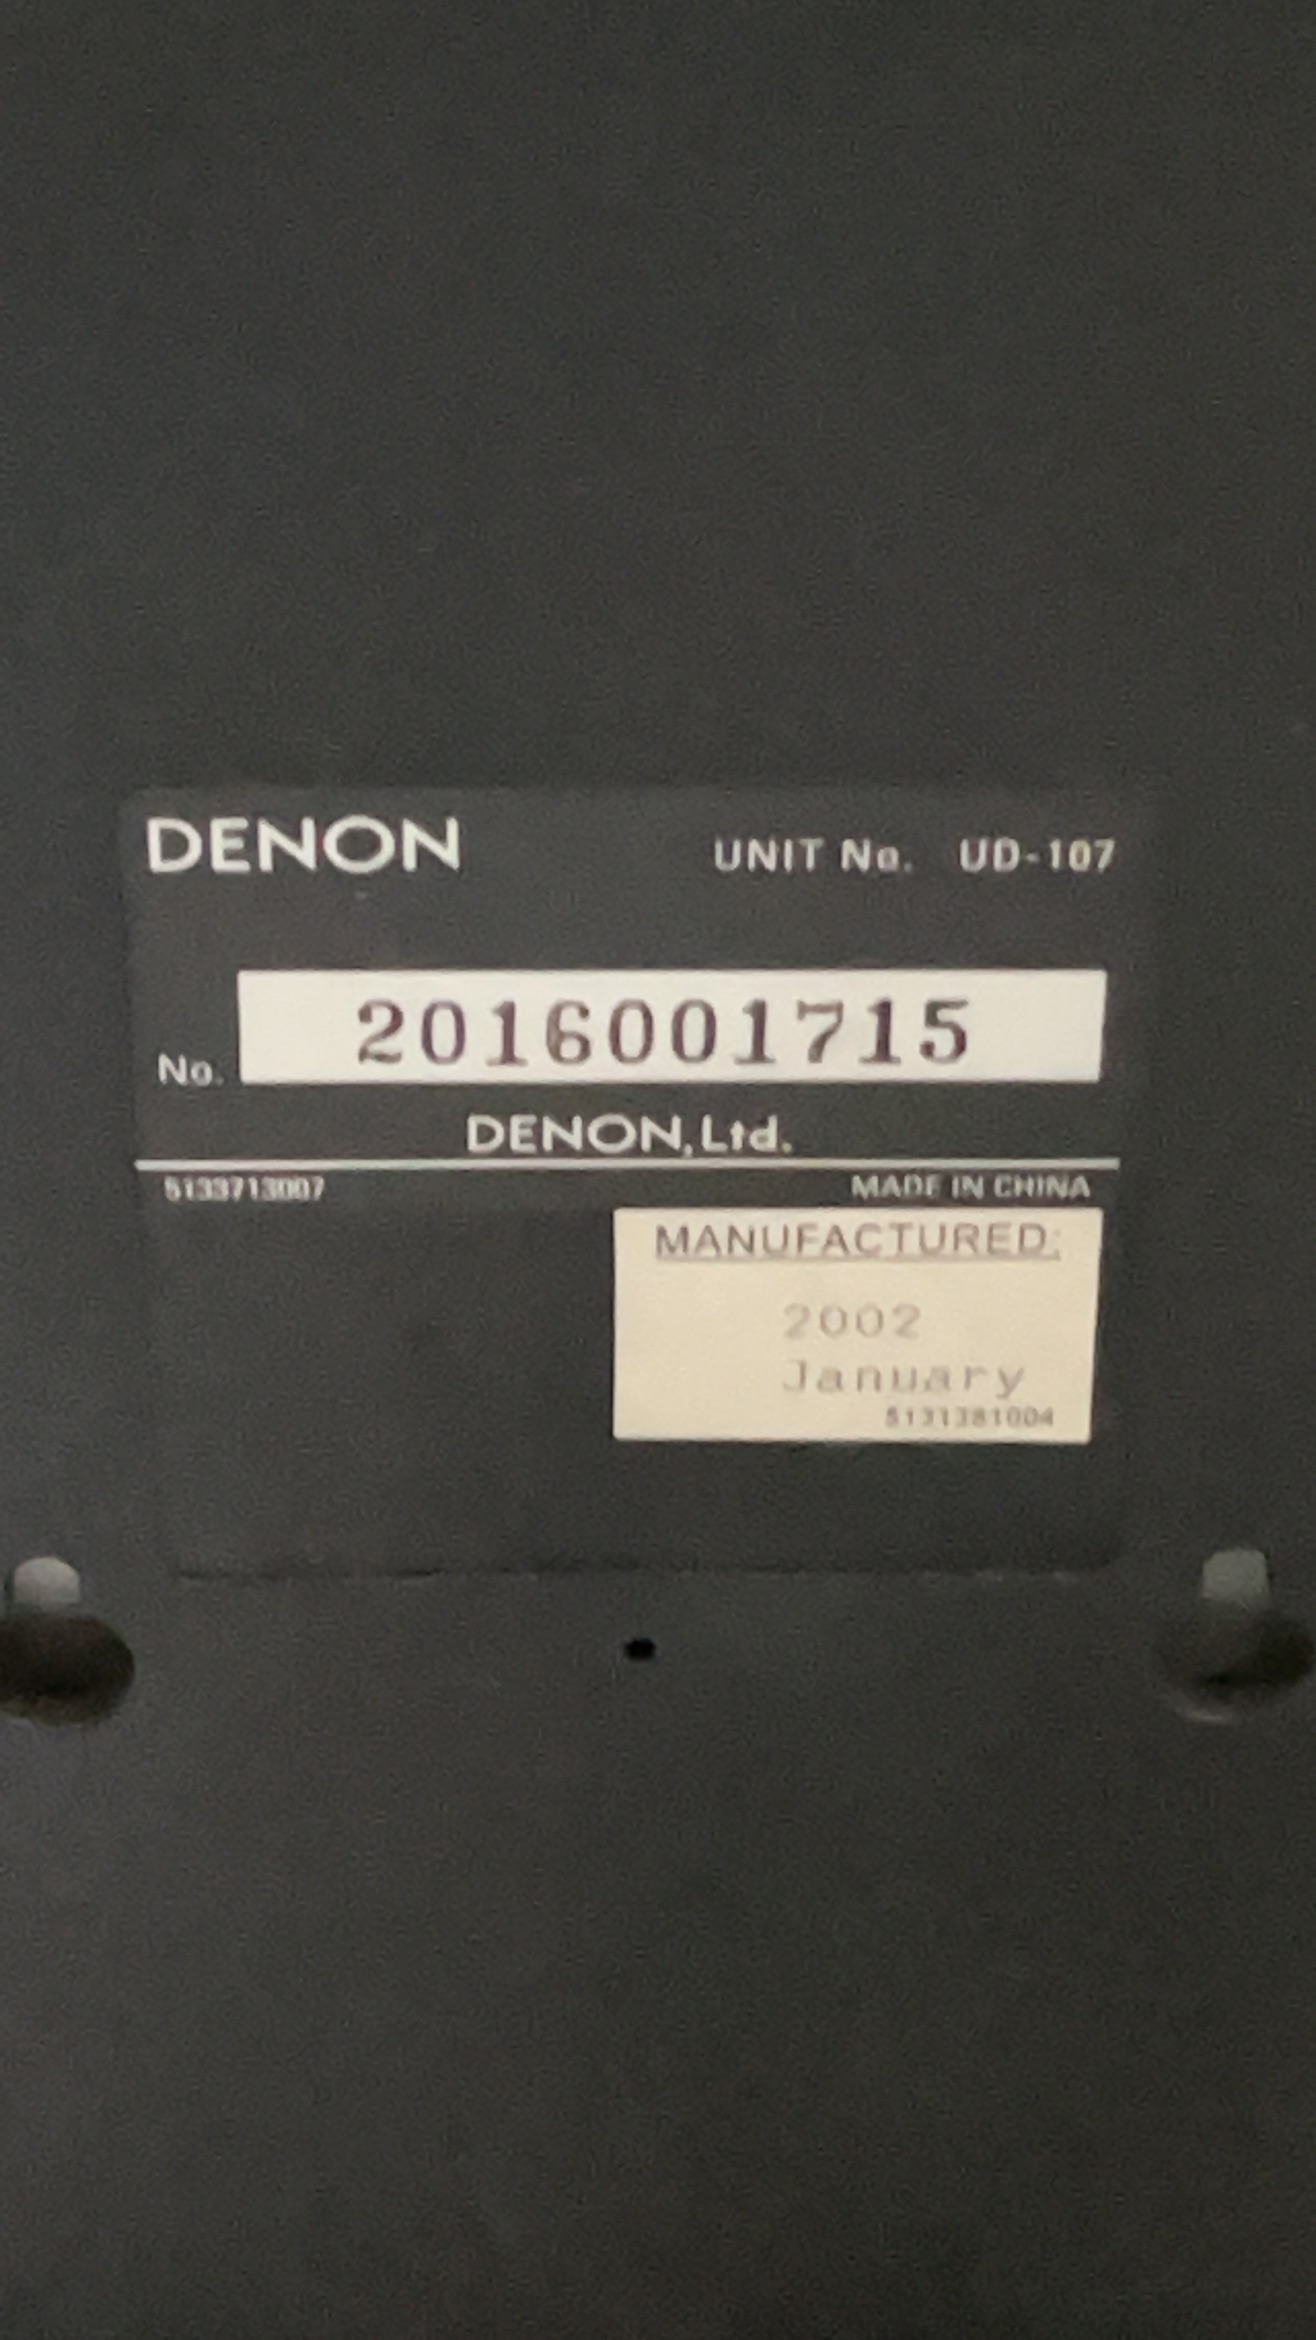 DENON UNIT No. UD-107
No. 2016001715
DENON, Ltd.
5133713007 MADE IN CHINA
MANUFACTURED:
2002
January
5131381004